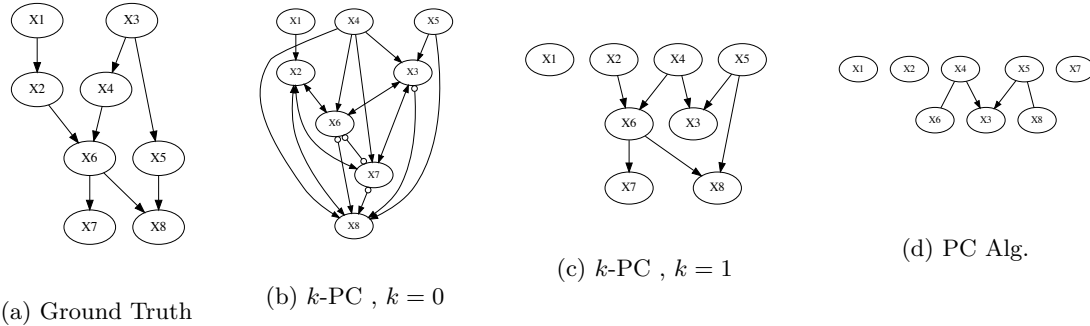 X1
X3
X2
X4
X6
X5
X7
X8
(a) Ground Truth
X1
X4
X5
X2
X3
X6
X7
X8
(b) k-PC , k = 0
X1
X2
X4
X5
X6
X3
X7
X8
(c) k-PC , k = 1
X1
X2
X4
X5
X7
X6
X3
X8
(d) PC Alg.